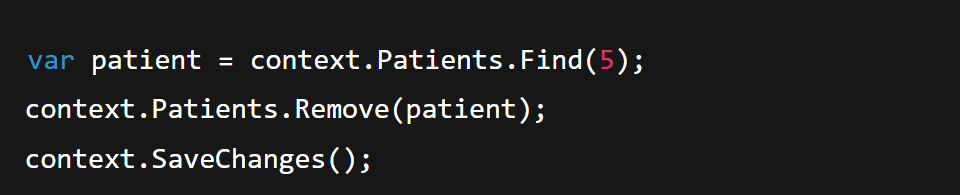 var patient = context.Patients.Find(5);
context.Patients.Remove(patient);
context.SaveChanges();